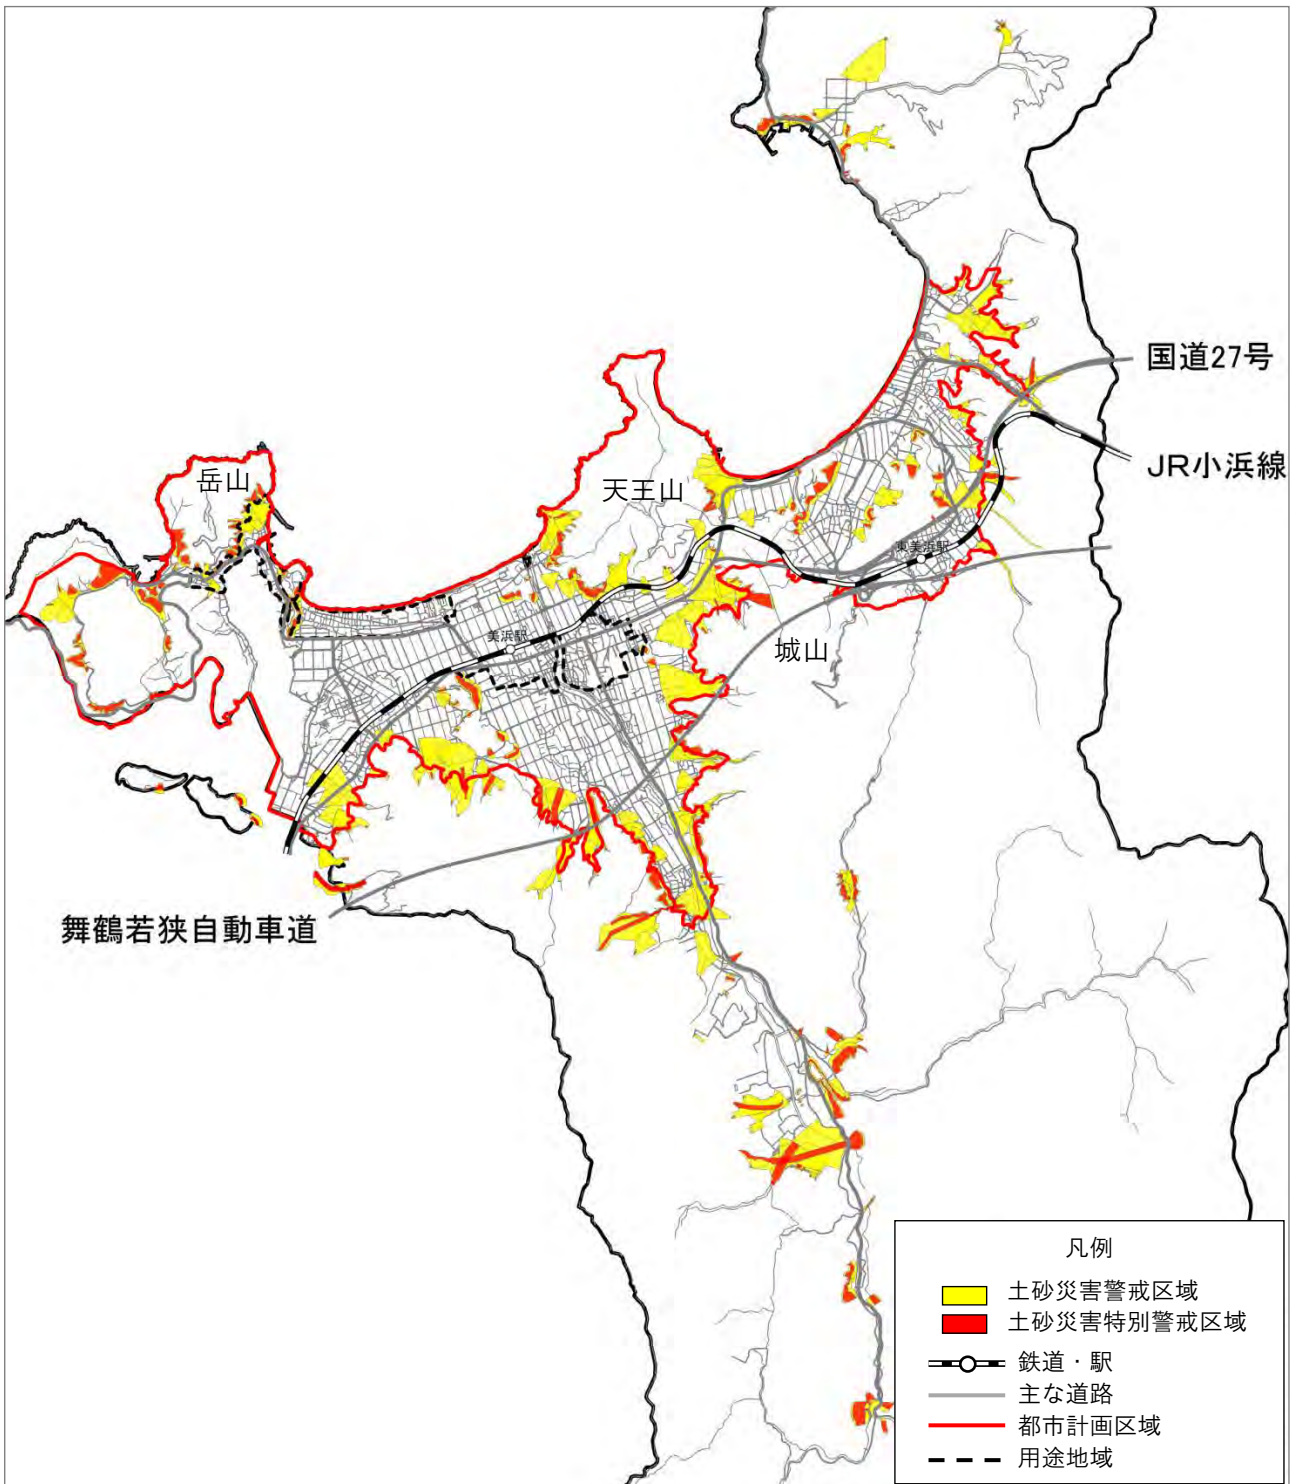 国道27号
JR小浜線
岳山
天王山
東美浜駅
美浜駅
城山
舞鶴若狭自動車道
凡例
土砂災害警戒区域
土砂災害特別警戒区域
鉄道・駅
主な道路
都市計画区域
用途地域